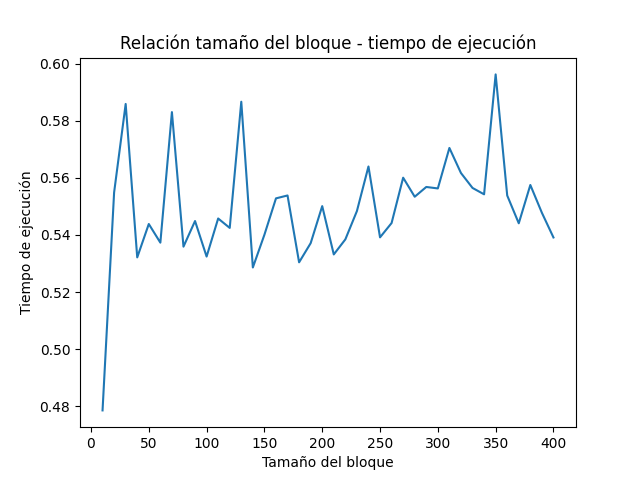 Relación tamaño del bloque - tiempo de ejecución
Tiempo de ejecución
0.60
0.58
0.56
0.54
0.52
0.50
0.48
0 50 100 150 200 250 300 350 400
Tamaño del bloque